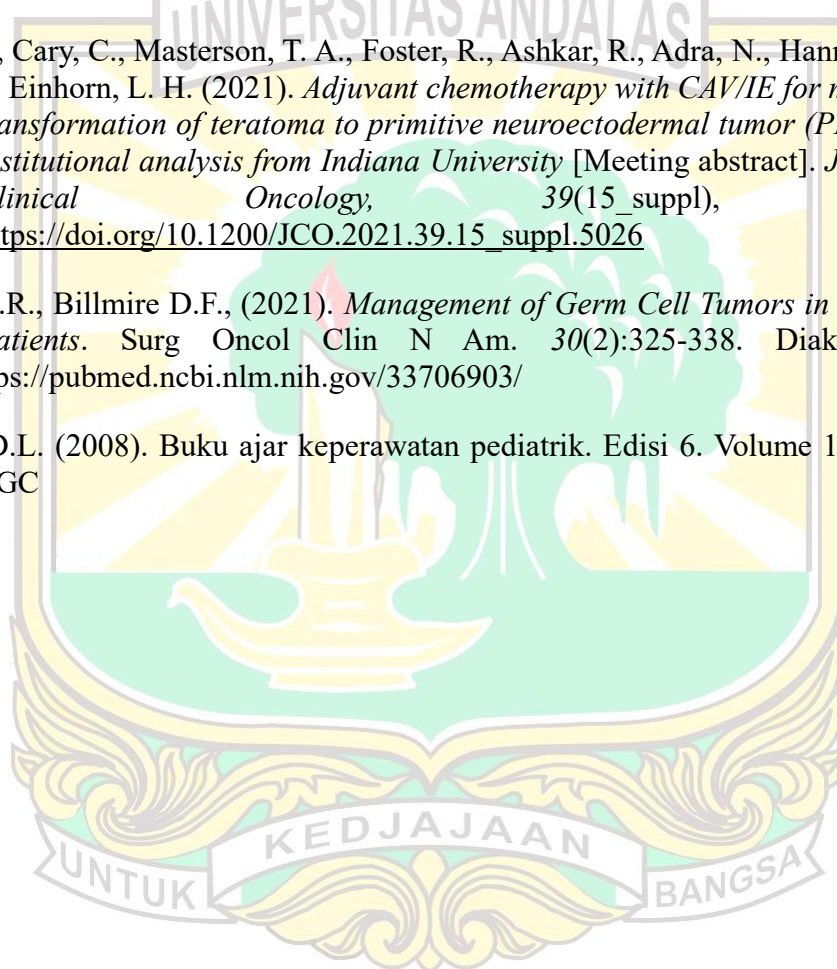 UNIVERSITAS ANDALAS
, Cary, C., Masterson, T. A., Foster, R., Ashkar, R., Adra, N., Hanr
Einhorn, L. H. (2021). Adjuvant chemotherapy with CAV/IE for
ansformation of teratoma to primitive neuroectodermal tumor (P
stitutional analysis from Indiana University [Meeting abstract]. J
linical Oncology, 39(15_suppl),
tps://doi.org/10.1200/JCO.2021.39.15_suppl.5026
.R., Billmire D.F., (2021). Management of Germ Cell Tumors in
atients. Surg Oncol Clin N Am. 30(2):325-338. Diak
ps://pubmed.ncbi.nlm.nih.gov/33706903/
D.L. (2008). Buku ajar keperawatan pediatrik. Edisi 6. Volume 1
GC
KEDJAJAAN
UNTUK BANGSA